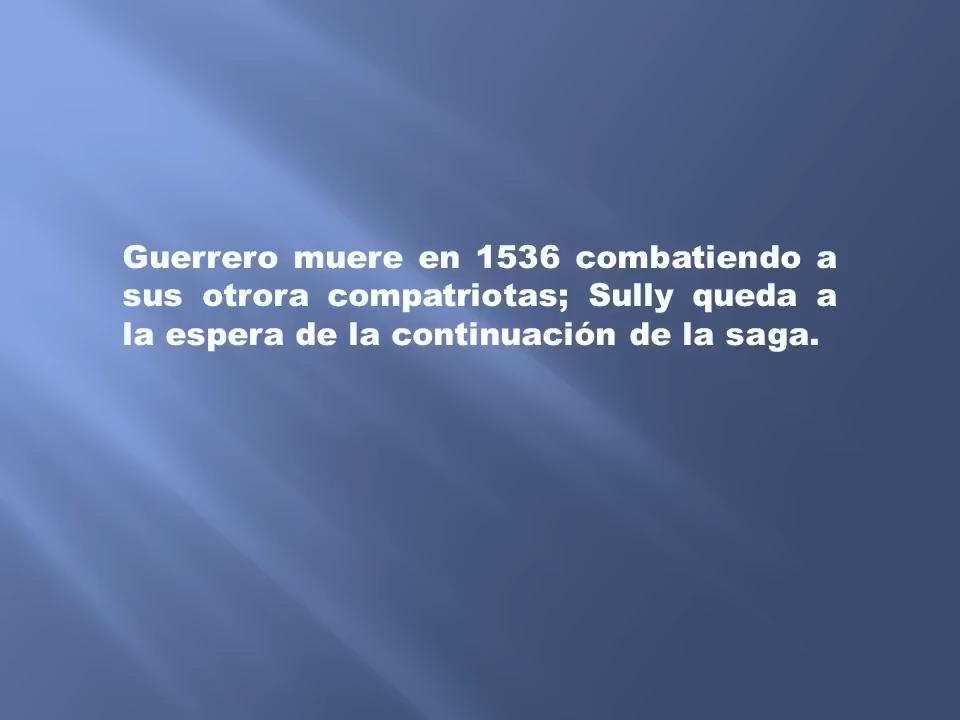 Guerrero muere en 1536 combatiendo a
sus otrora compatriotas; Sully queda a
la espera de la continuación de la saga.